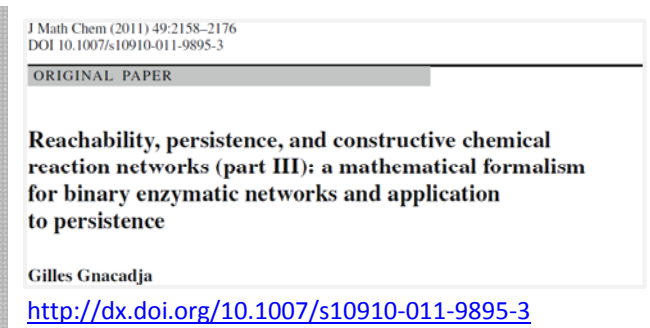 J Math Chem (2011) 49:2158–2176
DOI 10.1007/s10910-011-9895-3
ORIGINAL PAPER
Reachability, persistence, and constructive chemical
reaction networks (part III): a mathematical formalism
for binary enzymatic networks and application
to persistence
Gilles Gnacadja
http://dx.doi.org/10.1007/s10910-011-9895-3